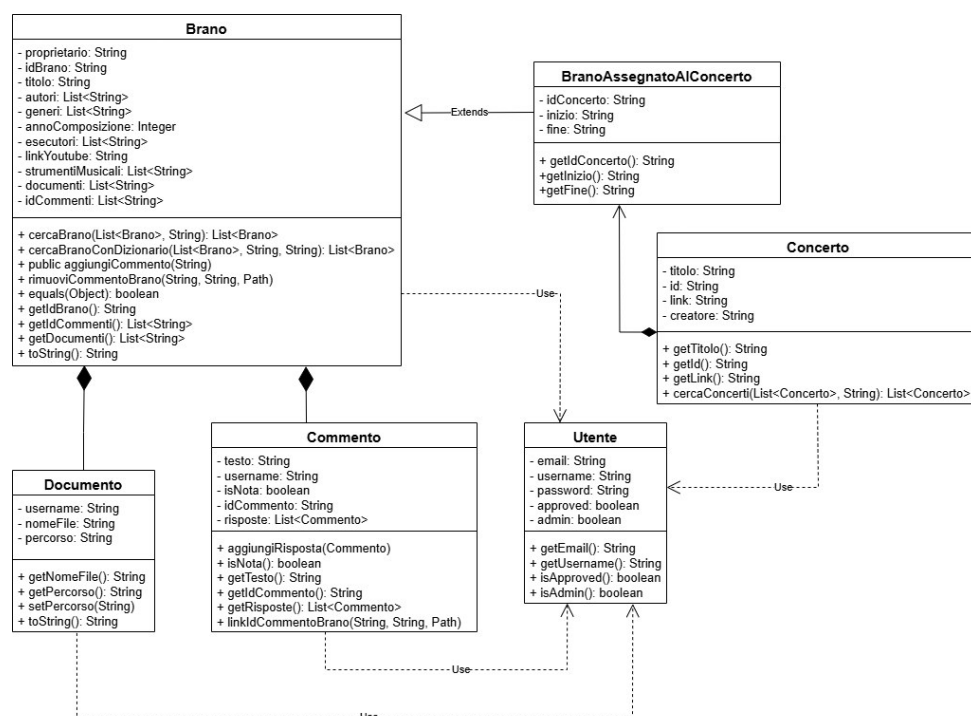 Brano
- proprietario: String
- idBrano: String
- titolo: String
- autori: List<String>
- generi: List<String>
- annoComposizione: Integer
- esecutori: List<String>
- linkYoutube: String
- strumentiMusicali: List<String>
- documenti: List<String>
- idCommenti: List<String>
+ cercaBrano(List<Brano>, String): List<Brano>
+ cercaBranoConDizionario(List<Brano>, String, String): List<Brano>
+ public aggiungiCommento(String)
+ rimuoviCommentoBrano(String, String, Path)
+ equals(Object): boolean
+ getIdBrano(): String
+ getIdCommenti(): List<String>
+ getDocumenti(): List<String>
+ toString(): String
Extends
BranoAssegnatoAlConcerto
- idConcerto: String
- inizio: String
- fine: String
+ getIdConcerto(): String
+getInizio(): String
+getFine(): String
Concerto
- titolo: String
- id: String
- link: String
- creatore: String
+ getTitolo(): String
+ getId(): String
+ getLink(): String
+ cercaConcerti(List<Concerto>, String): List<Concerto>
Use
Documento
- username: String
- nomeFile: String
- percorso: String
+ getNomeFile(): String
+ getPercorso(): String
+ setPercorso(String)
+ toString(): String
Commento
- testo: String
- username: String
- isNota: boolean
- idCommento: String
- risposte: List<Commento>
+ aggiungiRisposta(Commento)
+ isNota(): boolean
+ getTesto(): String
+ getIdCommento(): String
+ getRisposte(): List<Commento>
+ linkIdCommentoBrano(String, String, Path)
Utente
- email: String
- username: String
- password: String
- approved: boolean
- admin: boolean
+ getEmail(): String
+ getUsername(): String
+ isApproved(): boolean
+ isAdmin(): boolean
Use
Use
Use